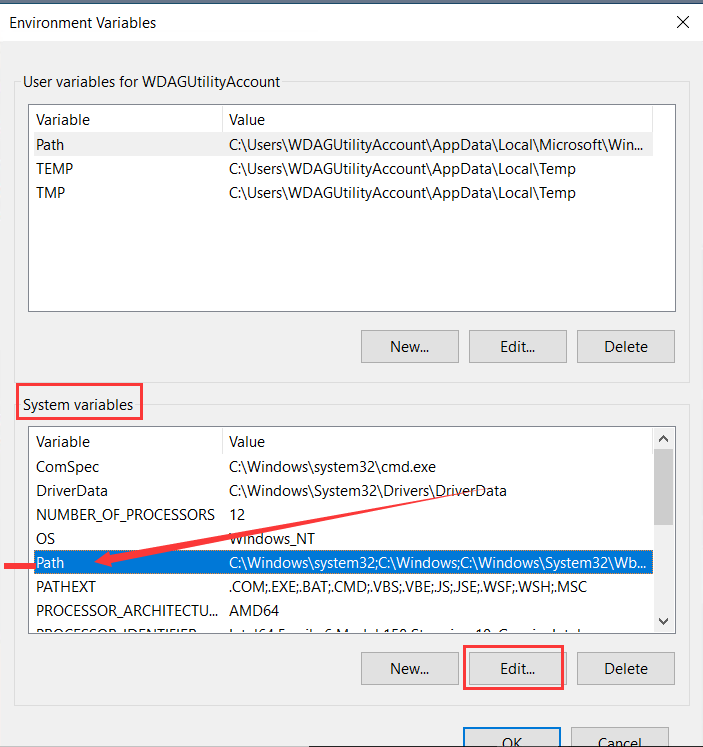 Environment Variables
User variables for WDAGUtilityAccount
Variable Value
Path C:\Users\WDAGUtilityAccount\AppData\Local\Microsoft\Win...
TEMP C:\Users\WDAGUtilityAccount\AppData\Local\Temp
TMP C:\Users\WDAGUtilityAccount\AppData\Local\Temp
New... Edit... Delete
System variables
Variable Value
ComSpec C:\Windows\system32\cmd.exe
DriverData C:\Windows\System32\Drivers\DriverData
NUMBER_OF_PROCESSORS 12
OS Windows_NT
Path C:\Windows\system32;C:\Windows;C:\Windows\System32\Wb...
PATHEXT .COM;.EXE;.BAT;.CMD;.VBS;.VBE;.JS;.JSE;.WSF;.WSH;.MSC
PROCESSOR_ARCHITECTU... AMD64
PROCESSOR_IDENTIFIER
New... Edit... Delete
OK Cancel